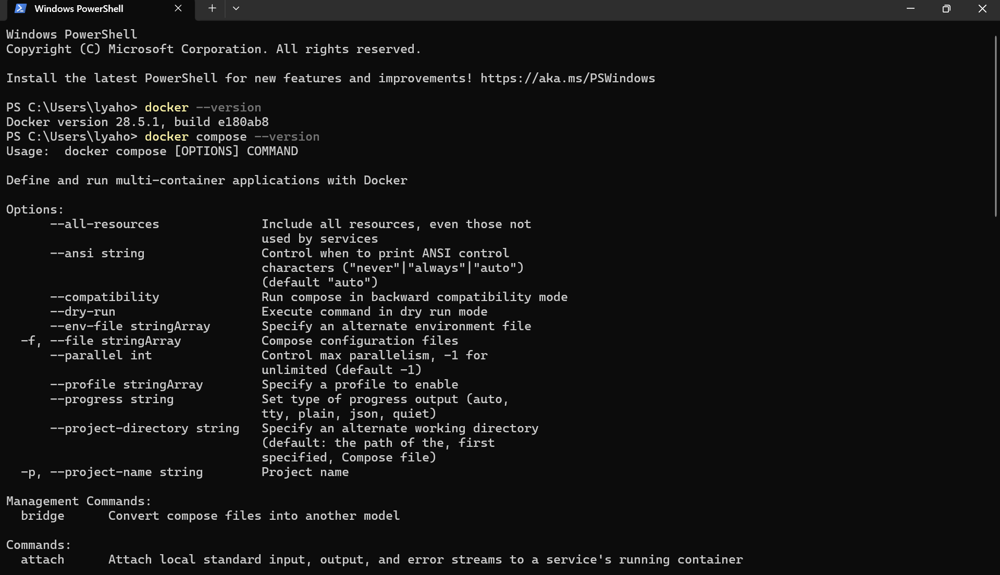 Windows PowerShell
Windows PowerShell
Copyright (C) Microsoft Corporation. All rights reserved.
Install the latest PowerShell for new features and improvements! https://aka.ms/PSWindows
PS C:\Users\lyaho> docker --version
Docker version 28.5.1, build e180ab8
PS C:\Users\lyaho> docker compose --version
Usage:  docker compose [OPTIONS] COMMAND
Define and run multi-container applications with Docker
Options:
      --all-resources              Include all resources, even those not
                                   used by services
      --ansi string                Control when to print ANSI control
                                   characters ("never"|"always"|"auto")
                                   (default "auto")
      --compatibility              Run compose in backward compatibility mode
      --dry-run                    Execute command in dry run mode
      --env-file stringArray       Specify an alternate environment file
  -f, --file stringArray           Compose configuration files
      --parallel int               Control max parallelism, -1 for
                                   unlimited (default -1)
      --profile stringArray        Specify a profile to enable
      --progress string            Set type of progress output (auto,
                                   tty, plain, json, quiet)
      --project-directory string   Specify an alternate working directory
                                   (default: the path of the, first
                                   specified, Compose file)
  -p, --project-name string        Project name
Management Commands:
  bridge      Convert compose files into another model
Commands:
  attach      Attach local standard input, output, and error streams to a service's running container